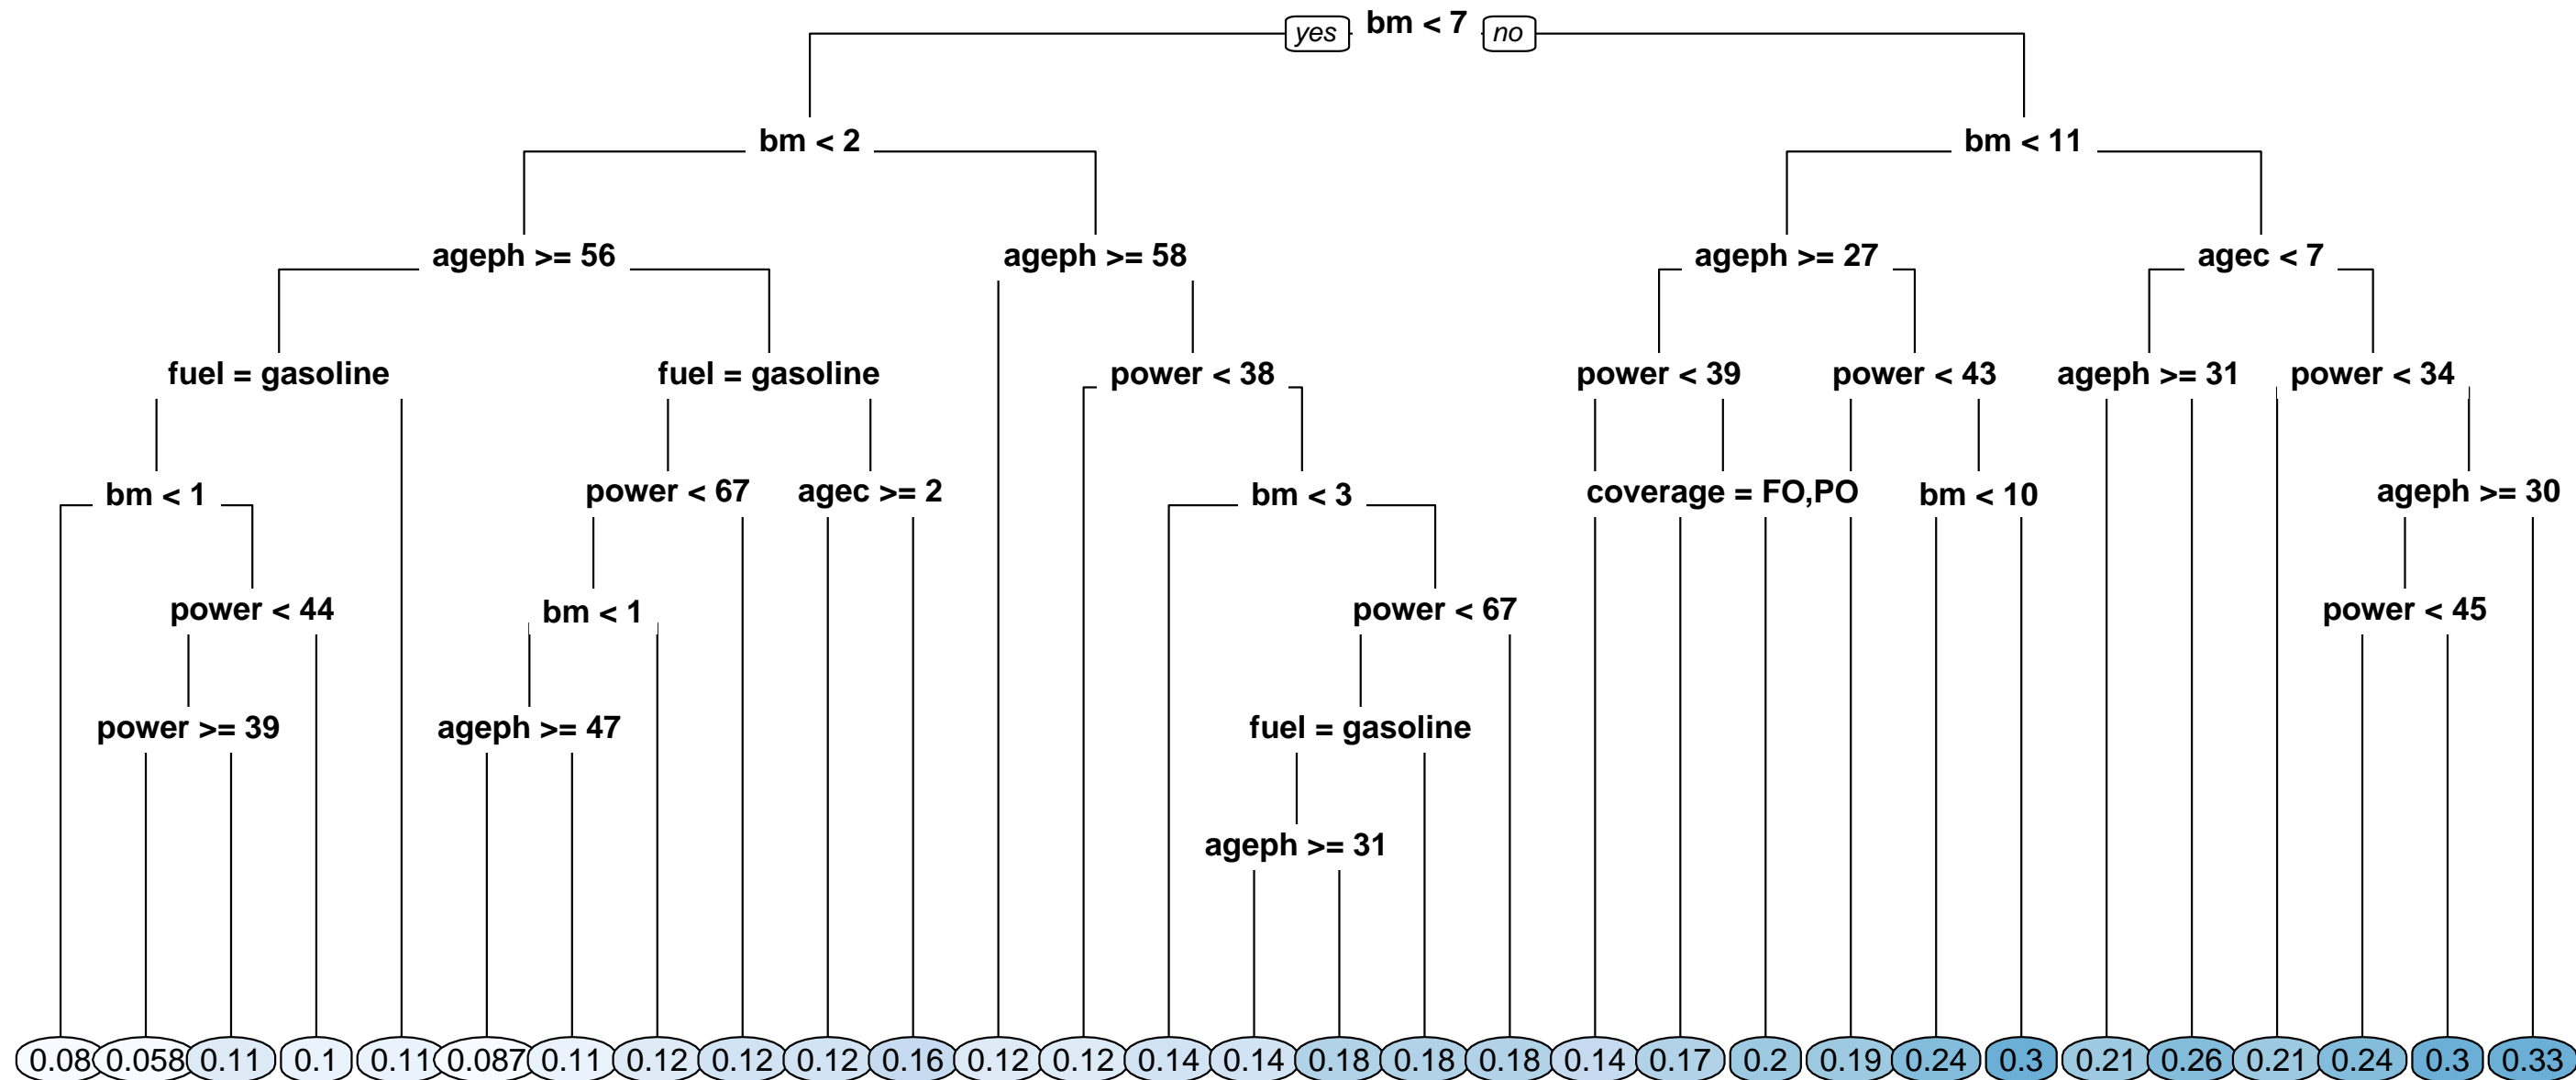 yes bm < 7 no
bm < 2 bm < 11
ageph >= 56 ageph >= 58 ageph >= 27 agec < 7
fuel = gasoline fuel = gasoline power < 38 power < 39 power < 43 ageph >= 31 power < 34
bm < 1 power < 67 agec >= 2 bm < 3 coverage = FO,PO bm < 10 ageph >= 30
power < 44 bm < 1 power < 67 power < 45
power >= 39 ageph >= 47 fuel = gasoline
ageph >= 31
0.08 0.058 0.11 0.1 0.11 0.087 0.11 0.12 0.12 0.12 0.16 0.12 0.12 0.14 0.14 0.18 0.18 0.18 0.14 0.17 0.2 0.19 0.24 0.3 0.21 0.26 0.21 0.24 0.3 0.33